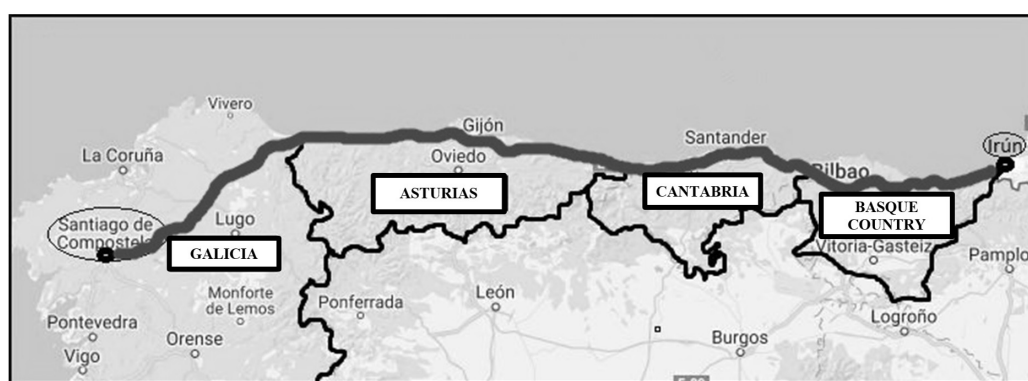 Vivero
Gijón
La Coruña
Oviedo
Santander
Bilbao
Irún
ASTURIAS
CANTABRIA
BASQUE
COUNTRY
Santiago de
Compostela
Lugo
GALICIA
Vitoria-Gasteiz
Pamplo
Monforte
de Lemos
Ponferrada
León
Logroño
Pontevedra
Orense
Burgos
Vigo